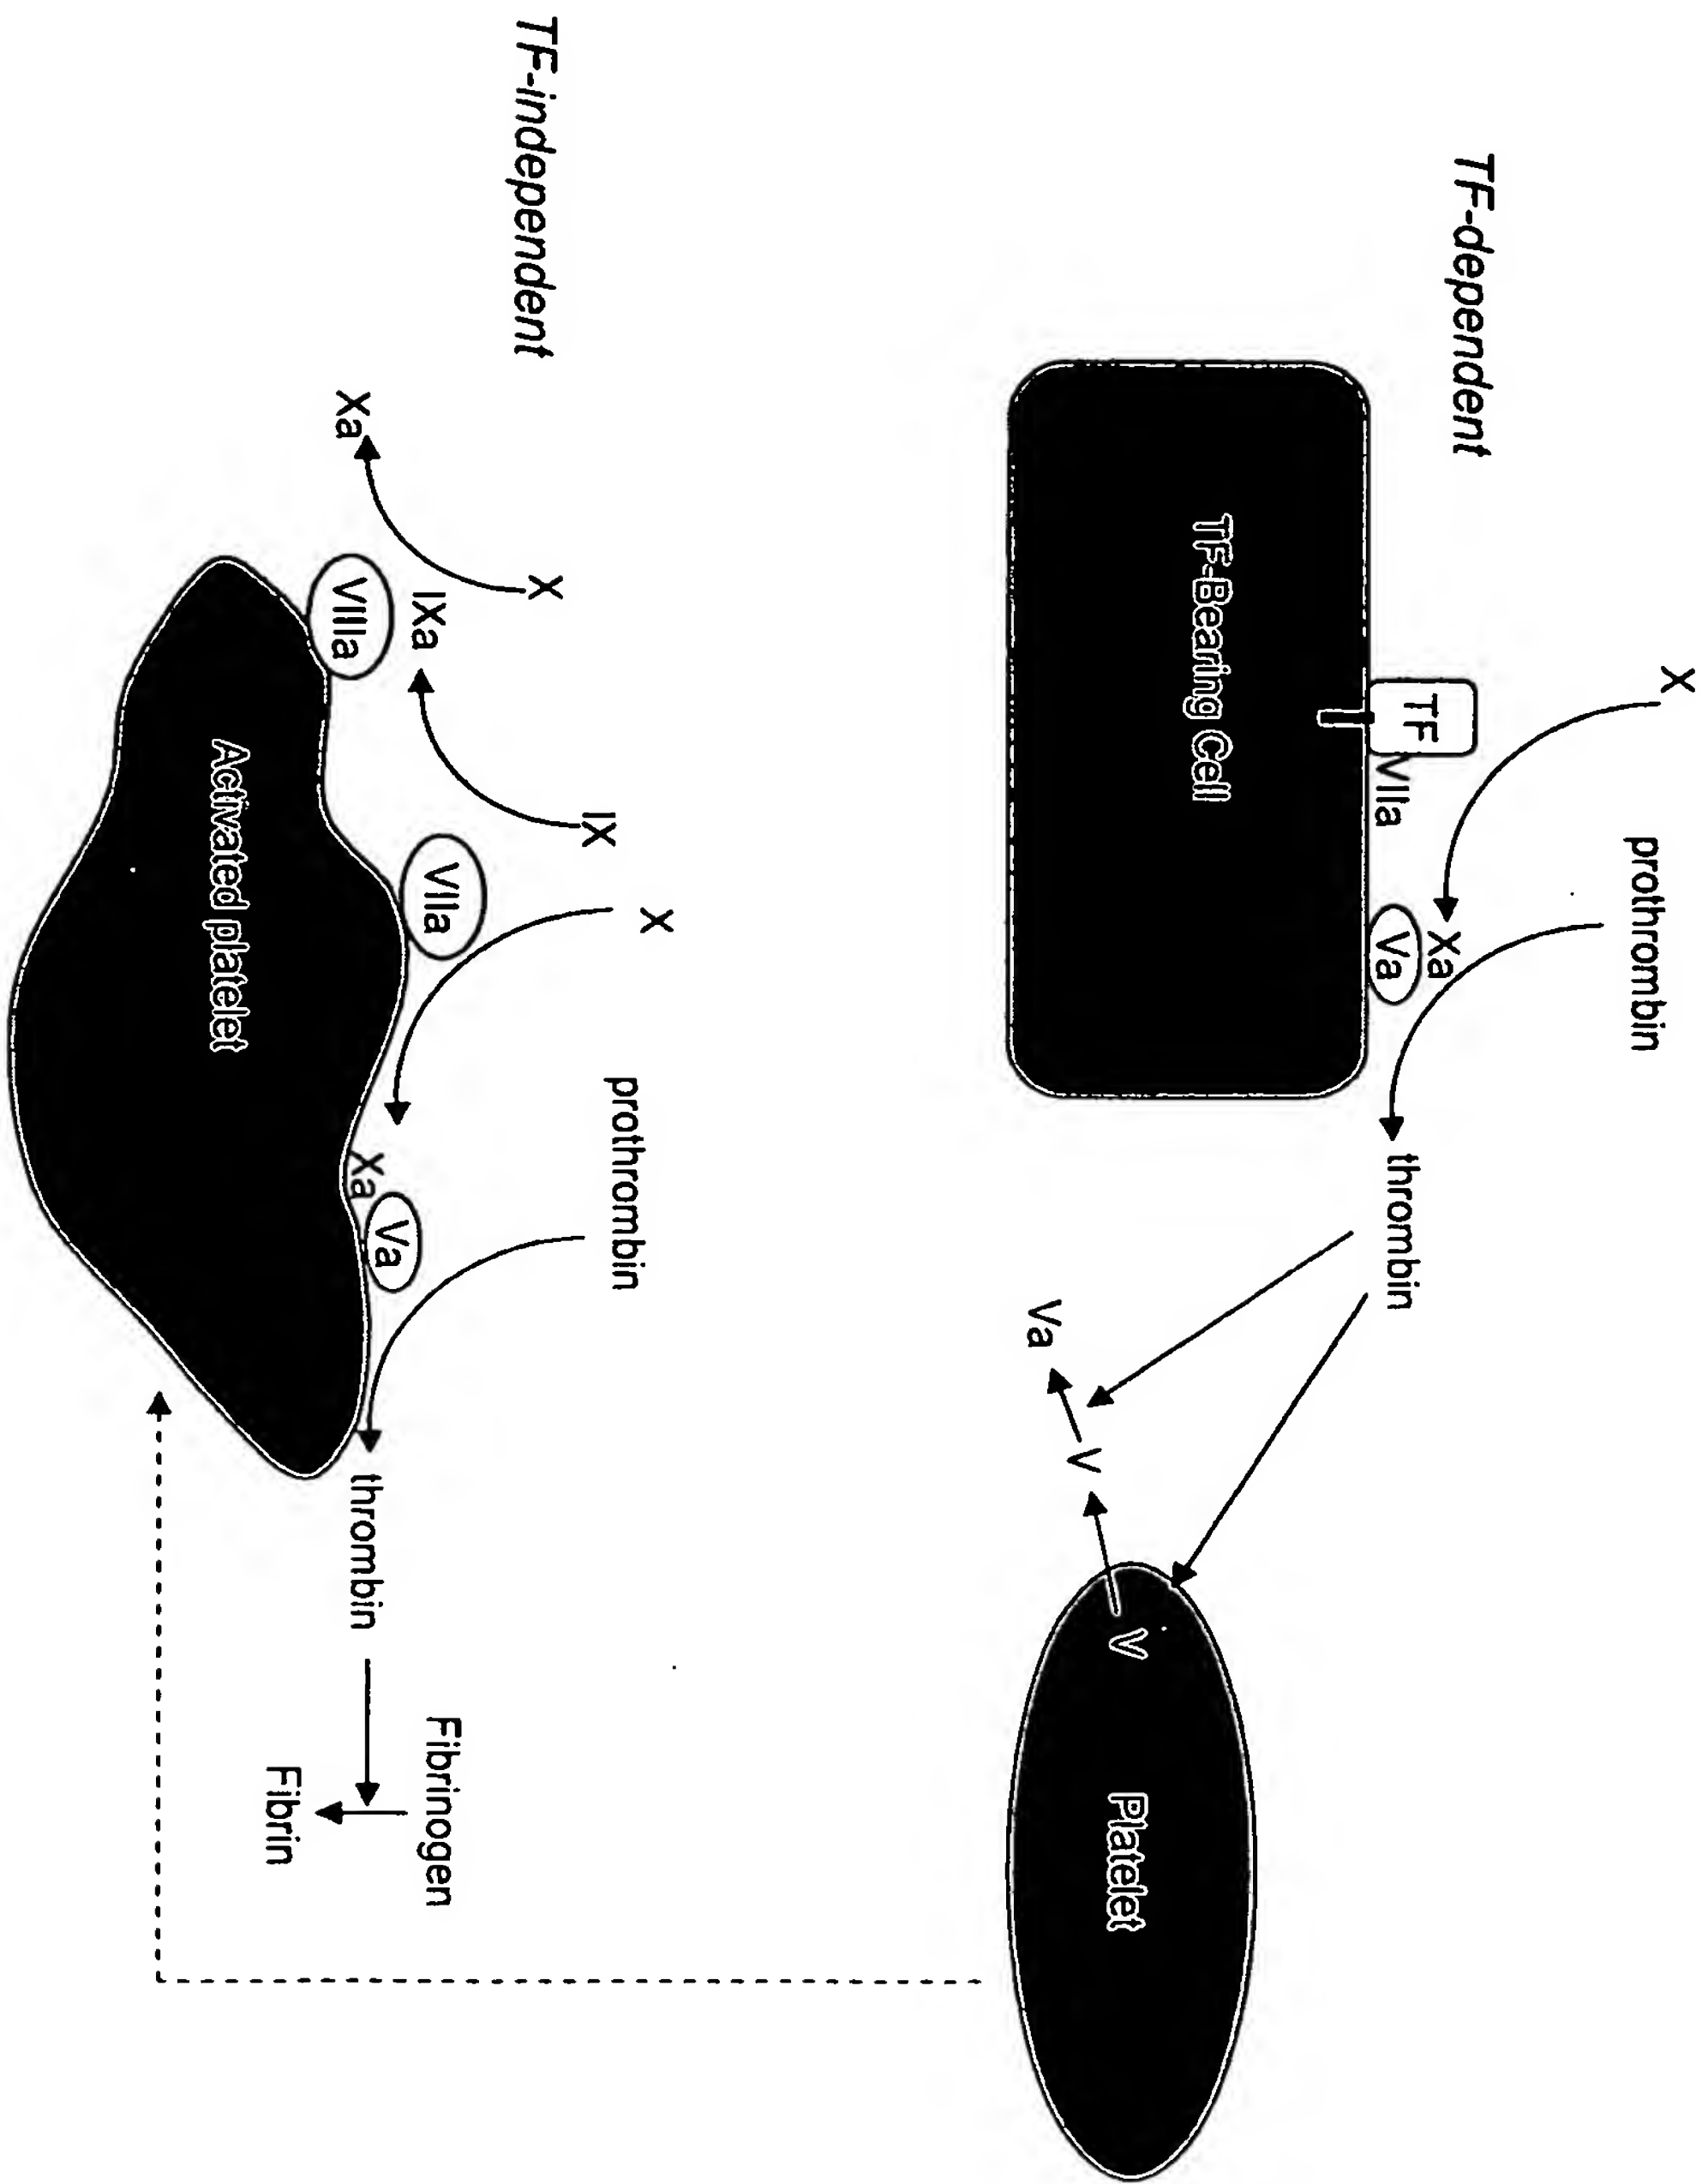 TF-dependent
X
prothrombin
TF
VIIa
Xa
Va
thrombin
TF-Bearing Cell
Va
V
V
Platelet
TF-independent
X
IX
X
prothrombin
Xa
IXa
VIIIa
VIIa
Xa
Va
thrombin
Fibrinogen
Fibrin
Activated platelet